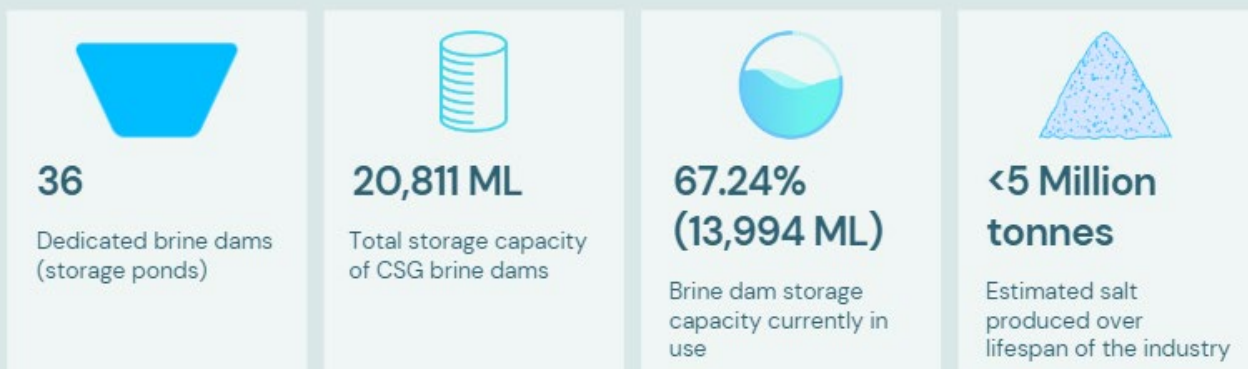 36
Dedicated brine dams
(storage ponds)
20,811 ML
Total storage capacity
of CSG brine dams
67.24%
(13,994 ML)
Brine dam storage
capacity currently in
use
<5 Million
tonnes
Estimated salt
produced over
lifespan of the industry